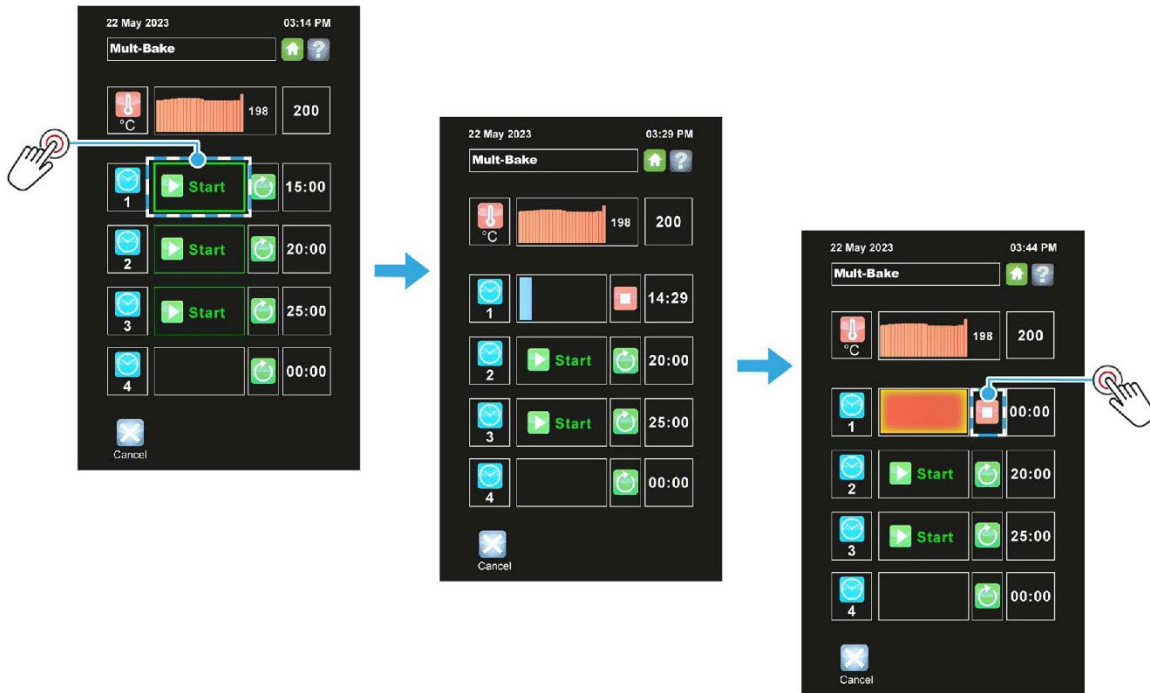 22 May 2023 03:14 PM
Mult-Bake ?
°C 198 200
1 Start 15:00
2 Start 20:00
3 Start 25:00
4 00:00
Cancel
22 May 2023 03:29 PM
Mult-Bake ?
°C 198 200
1 14:29
2 Start 20:00
3 Start 25:00
4 00:00
Cancel
22 May 2023 03:44 PM
Mult-Bake ?
°C 198 200
1 00:00
2 Start 20:00
3 Start 25:00
4 00:00
Cancel